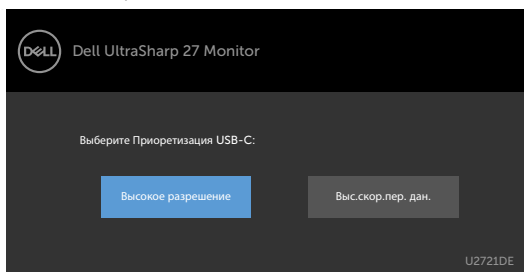 DELL Dell UltraSharp 27 Monitor
Выберите Приоретизация USB-C:
Высокое разрешение Выс.скор.пер. дан.
U2721DE